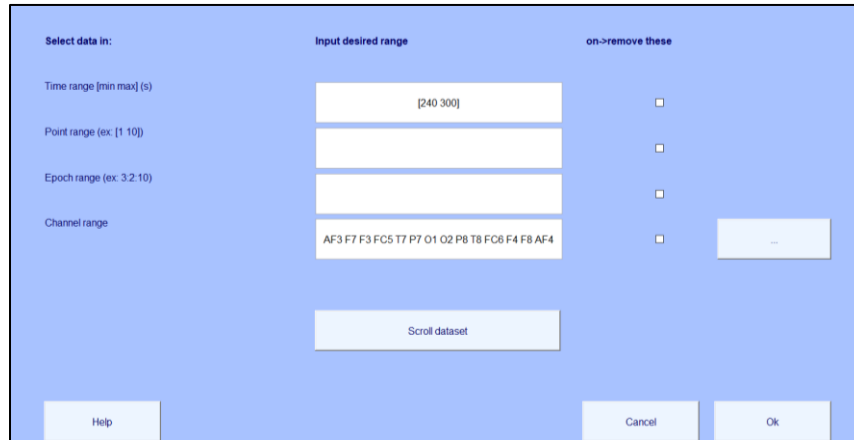 Select data in: Input desired range on->remove these
Time range [min max] (s)
[240 300]
Point range (ex: [1 10])
Epoch range (ex: 3:2:10)
Channel range
AF3 F7 F3 FC5 T7 P7 O1 O2 P8 T8 FC6 F4 F8 AF4
...
Scroll dataset
Help Cancel Ok